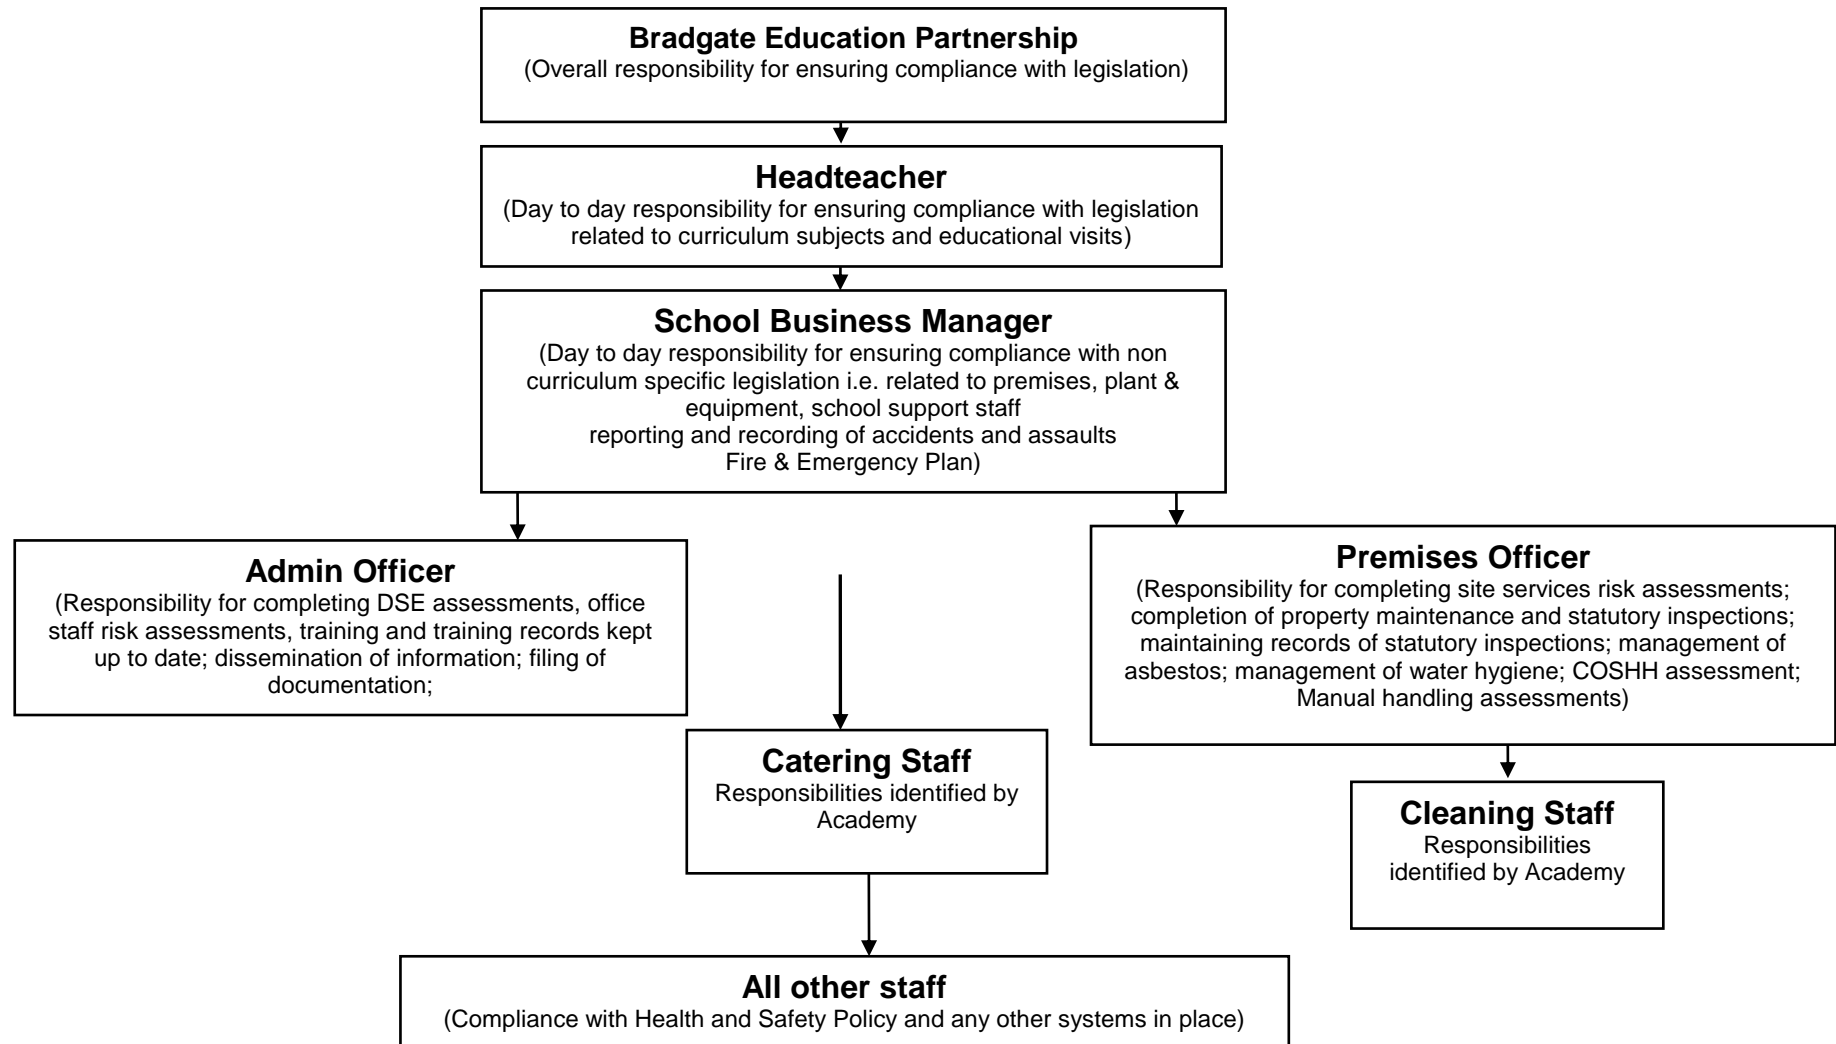 Bradgate Education Partnership
(Overall responsibility for ensuring compliance with legislation)
Headteacher
(Day to day responsibility for ensuring compliance with legislation
related to curriculum subjects and educational visits)
School Business Manager
(Day to day responsibility for ensuring compliance with non
curriculum specific legislation i.e. related to premises, plant &
equipment, school support staff
reporting and recording of accidents and assaults
Fire & Emergency Plan)
Admin Officer
(Responsibility for completing DSE assessments, office
staff risk assessments, training and training records kept
up to date; dissemination of information; filing of
documentation;
Premises Officer
(Responsibility for completing site services risk assessments;
completion of property maintenance and statutory inspections;
maintaining records of statutory inspections; management of
asbestos; management of water hygiene; COSHH assessment;
Manual handling assessments)
Catering Staff
Responsibilities identified by
Academy
Cleaning Staff
Responsibilities
identified by Academy
All other staff
(Compliance with Health and Safety Policy and any other systems in place)